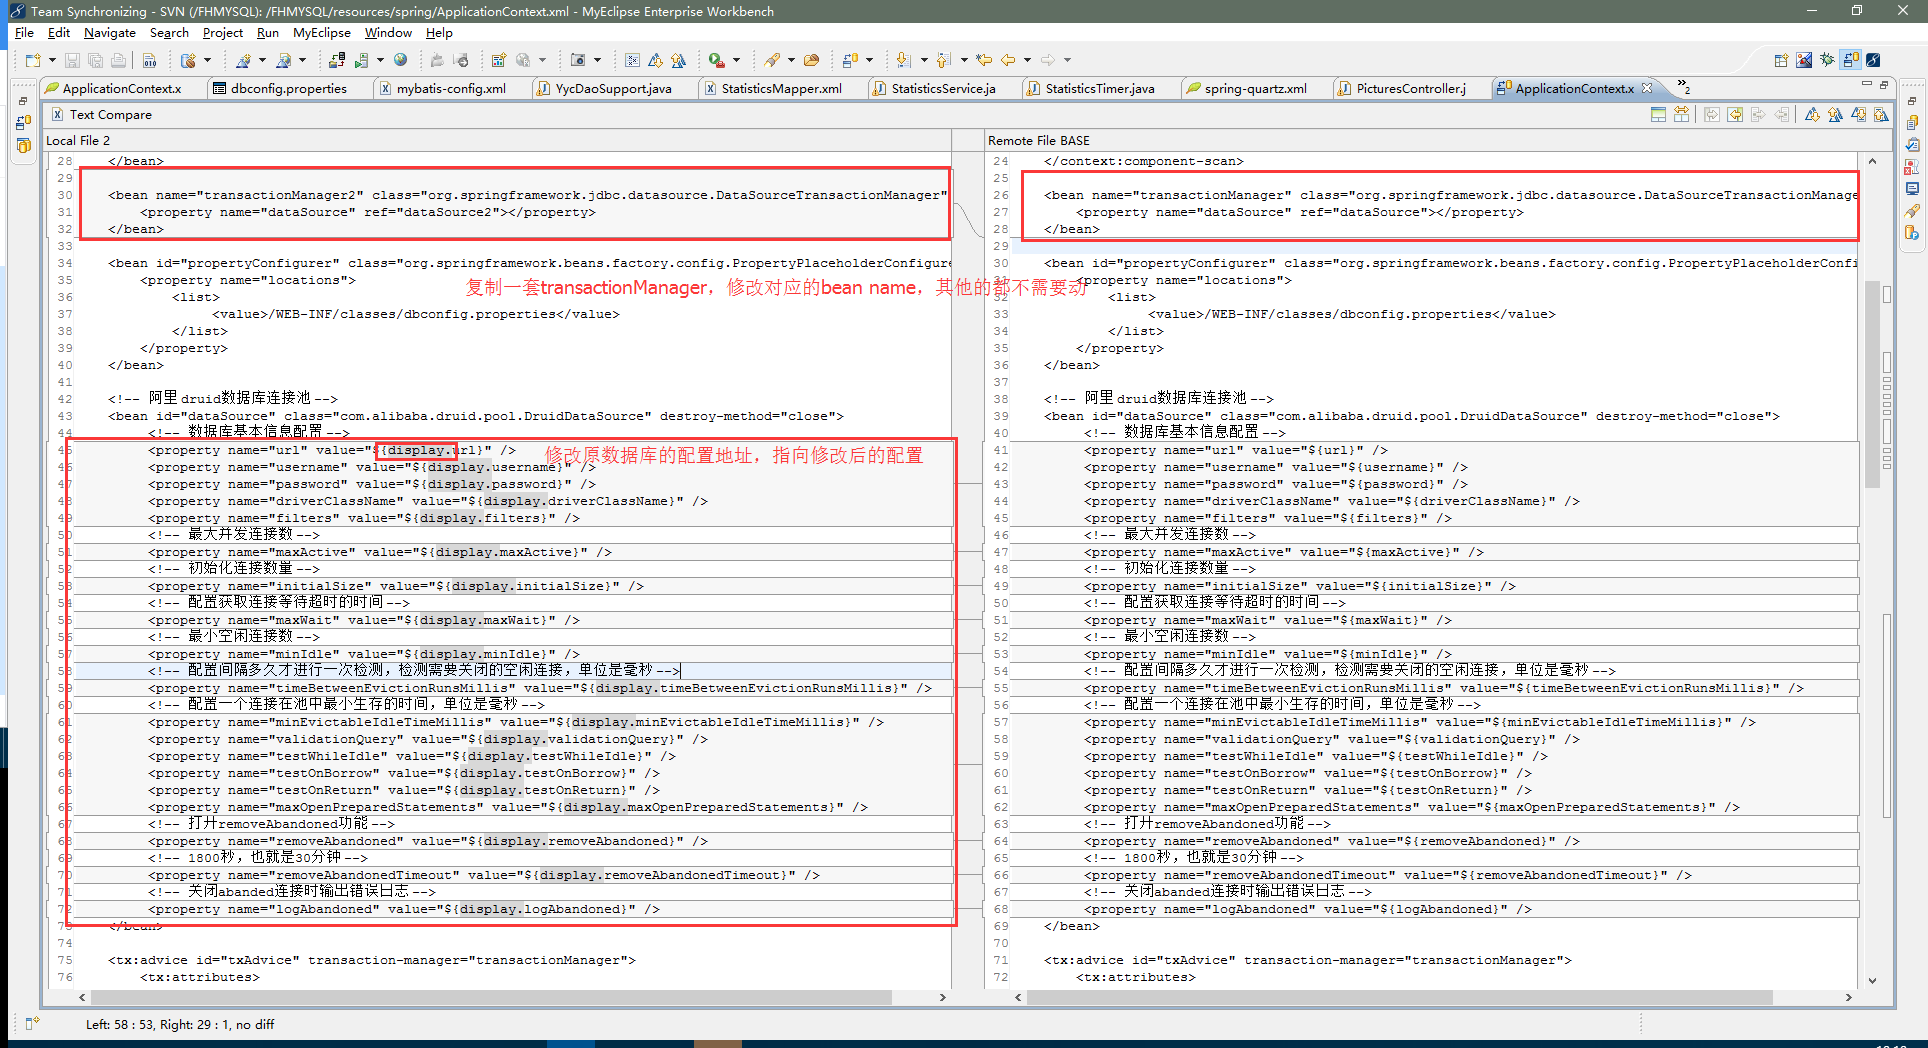 Team Synchronizing - SVN (/FHMYSQL): /FHMYSQL/resources/spring/ApplicationContext.xml - MyEclipse Enterprise Workbench
File Edit Navigate Search Project Run MyEclipse Window Help
ApplicationContext.x dbconfig.properties mybatis-config.xml YycDaoSupport.java StatisticsMapper.xml StatisticsService.ja StatisticsTimer.java spring-quartz.xml PicturesController.j ApplicationContext.x »2
Text Compare
Local File 2
28 </bean>
29
30 <bean name="transactionManager2" class="org.springframework.jdbc.datasource.DataSourceTransactionManager"
31 <property name="dataSource" ref="dataSource2"></property>
32 </bean>
33
34 <bean id="propertyConfigurer" class="org.springframework.beans.factory.config.PropertyPlaceholderConfigure
35 <property name="locations">
复制一套transactionManager，修改对应的bean name，其他的都不需要动
36 <list>
37 <value>/WEB-INF/classes/dbconfig.properties</value>
38 </list>
39 </property>
40 </bean>
41
42 <!-- 阿里druid数据库连接池 -->
43 <bean id="dataSource" class="com.alibaba.druid.pool.DruidDataSource" destroy-method="close">
44 <!-- 数据库基本信息配置 -->
45 <property name="url" value="${display.url}" />
修改原数据库的配置地址，指向修改后的配置
46 <property name="username" value="${display.username}" />
47 <property name="password" value="${display.password}" />
48 <property name="driverClassName" value="${display.driverClassName}" />
49 <property name="filters" value="${display.filters}" />
50 <!-- 最大并发连接数 -->
51 <property name="maxActive" value="${display.maxActive}" />
52 <!-- 初始化连接数量 -->
53 <property name="initialSize" value="${display.initialSize}" />
54 <!-- 配置获取连接等待超时的时间 -->
55 <property name="maxWait" value="${display.maxWait}" />
56 <!-- 最小空闲连接数 -->
57 <property name="minIdle" value="${display.minIdle}" />
58 <!-- 配置间隔多久才进行一次检测，检测需要关闭的空闲连接，单位是毫秒 -->
59 <property name="timeBetweenEvictionRunsMillis" value="${display.timeBetweenEvictionRunsMillis}" />
60 <!-- 配置一个连接在池中最小生存的时间，单位是毫秒 -->
61 <property name="minEvictableIdleTimeMillis" value="${display.minEvictableIdleTimeMillis}" />
62 <property name="validationQuery" value="${display.validationQuery}" />
63 <property name="testWhileIdle" value="${display.testWhileIdle}" />
64 <property name="testOnBorrow" value="${display.testOnBorrow}" />
65 <property name="testOnReturn" value="${display.testOnReturn}" />
66 <property name="maxOpenPreparedStatements" value="${display.maxOpenPreparedStatements}" />
67 <!-- 打开removeAbandoned功能 -->
68 <property name="removeAbandoned" value="${display.removeAbandoned}" />
69 <!-- 1800秒，也就是30分钟 -->
70 <property name="removeAbandonedTimeout" value="${display.removeAbandonedTimeout}" />
71 <!-- 关闭abanded连接时输出错误日志 -->
72 <property name="logAbandoned" value="${display.logAbandoned}" />
73 </bean>
74
75 <tx:advice id="txAdvice" transaction-manager="transactionManager">
76 <tx:attributes>
Remote File BASE
24 </context:component-scan>
25
26 <bean name="transactionManager" class="org.springframework.jdbc.datasource.DataSourceTransactionManage
27 <property name="dataSource" ref="dataSource"></property>
28 </bean>
29
30 <bean id="propertyConfigurer" class="org.springframework.beans.factory.config.PropertyPlaceholderConfi
31 <property name="locations">
32 <list>
33 <value>/WEB-INF/classes/dbconfig.properties</value>
34 </list>
35 </property>
36 </bean>
37
38 <!-- 阿里druid数据库连接池 -->
39 <bean id="dataSource" class="com.alibaba.druid.pool.DruidDataSource" destroy-method="close">
40 <!-- 数据库基本信息配置 -->
41 <property name="url" value="${url}" />
42 <property name="username" value="${username}" />
43 <property name="password" value="${password}" />
44 <property name="driverClassName" value="${driverClassName}" />
45 <property name="filters" value="${filters}" />
46 <!-- 最大并发连接数 -->
47 <property name="maxActive" value="${maxActive}" />
48 <!-- 初始化连接数量 -->
49 <property name="initialSize" value="${initialSize}" />
50 <!-- 配置获取连接等待超时的时间 -->
51 <property name="maxWait" value="${maxWait}" />
52 <!-- 最小空闲连接数 -->
53 <property name="minIdle" value="${minIdle}" />
54 <!-- 配置间隔多久才进行一次检测，检测需要关闭的空闲连接，单位是毫秒 -->
55 <property name="timeBetweenEvictionRunsMillis" value="${timeBetweenEvictionRunsMillis}" />
56 <!-- 配置一个连接在池中最小生存的时间，单位是毫秒 -->
57 <property name="minEvictableIdleTimeMillis" value="${minEvictableIdleTimeMillis}" />
58 <property name="validationQuery" value="${validationQuery}" />
59 <property name="testWhileIdle" value="${testWhileIdle}" />
60 <property name="testOnBorrow" value="${testOnBorrow}" />
61 <property name="testOnReturn" value="${testOnReturn}" />
62 <property name="maxOpenPreparedStatements" value="${maxOpenPreparedStatements}" />
63 <!-- 打开removeAbandoned功能 -->
64 <property name="removeAbandoned" value="${removeAbandoned}" />
65 <!-- 1800秒，也就是30分钟 -->
66 <property name="removeAbandonedTimeout" value="${removeAbandonedTimeout}" />
67 <!-- 关闭abanded连接时输出错误日志 -->
68 <property name="logAbandoned" value="${logAbandoned}" />
69 </bean>
70
71 <tx:advice id="txAdvice" transaction-manager="transactionManager">
72 <tx:attributes>
Left: 58 : 53, Right: 29 : 1, no diff